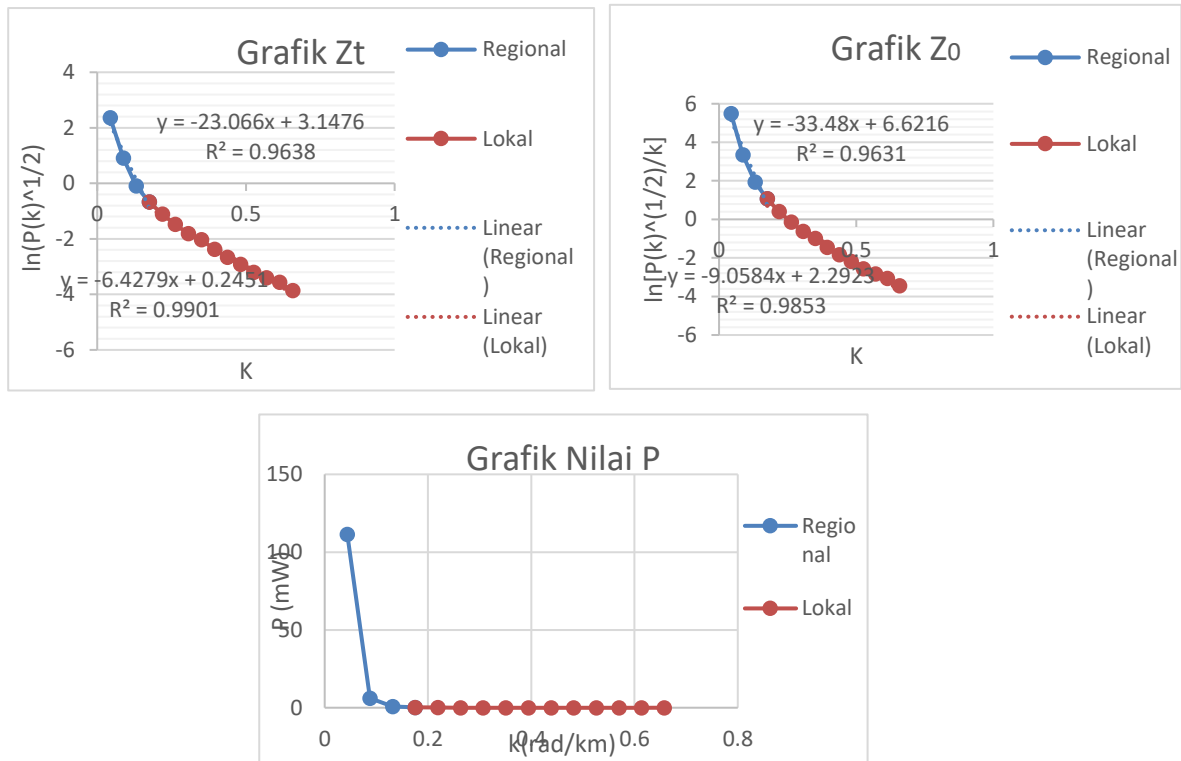 Grafik Zt
4
2
0
-2
-4
-6
0
0.5
1
y = -23.066x + 3.1476
R² = 0.9638
y = -6.4279x + 0.2451
R² = 0.9901
ln(P(k)^1/2)
K
Regional
Lokal
Linear
(Regional
)
Linear
(Lokal)
Grafik Z0
6
4
2
0
-2
-4
-6
0
0.5
1
y = -33.48x + 6.6216
R² = 0.9631
y = -9.0584x + 2.2923
R² = 0.9853
ln[P(k)^(1/2)/k]
K
Regional
Lokal
Linear
(Regional
)
Linear
(Lokal)
Grafik Nilai P
150
100
50
0
0
0.2
0.4
0.6
0.8
P (mW)
K(rad/km)
Regio
nal
Lokal